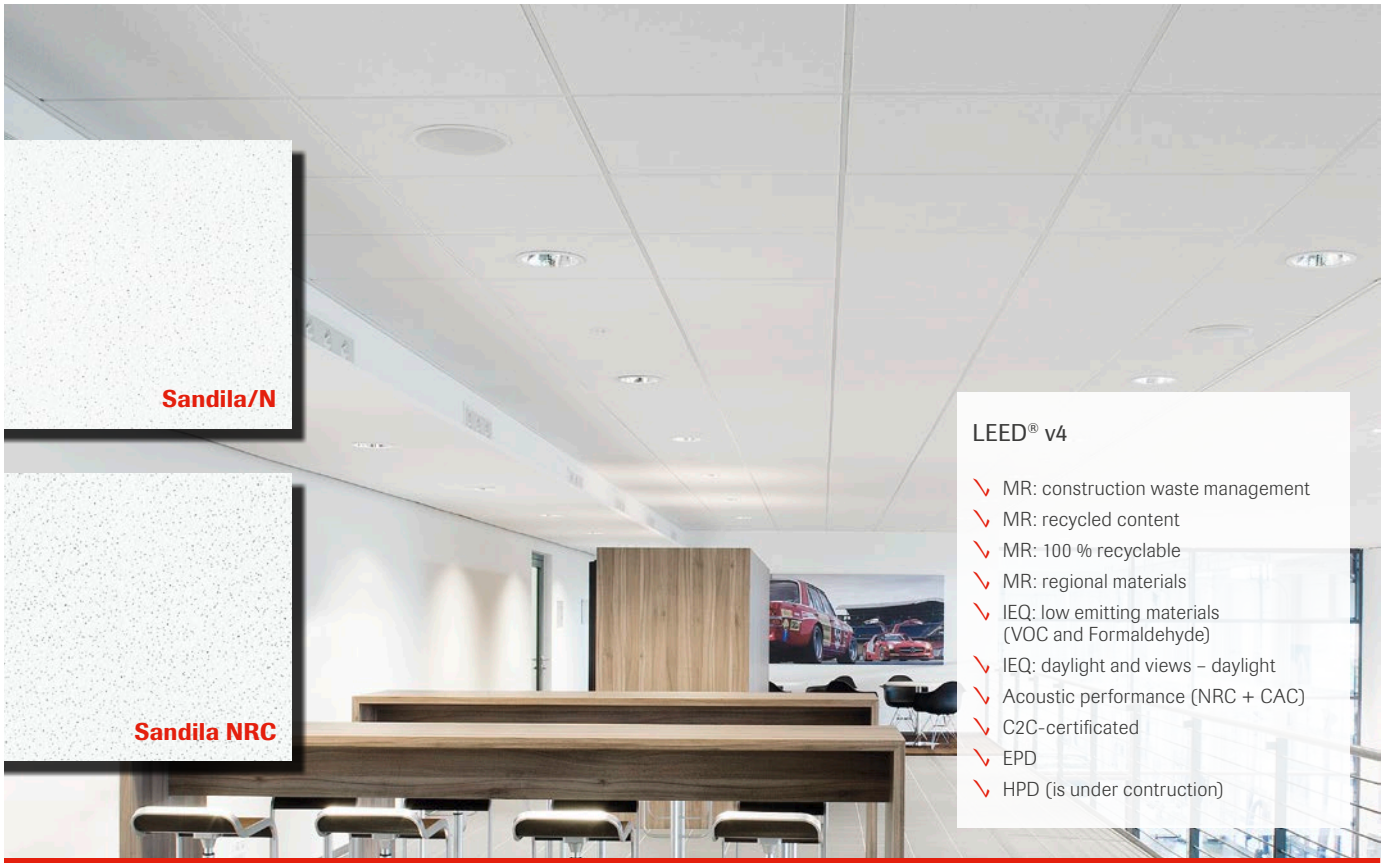 Sandila/N
Sandila NRC
LEED® v4
MR: construction waste management
MR: recycled content
MR: 100 % recyclable
MR: regional materials
IEQ: low emitting materials
(VOC and Formaldehyde)
IEQ: daylight and views – daylight
Acoustic performance (NRC + CAC)
C2C-certificated
EPD
HPD (is under contruction)